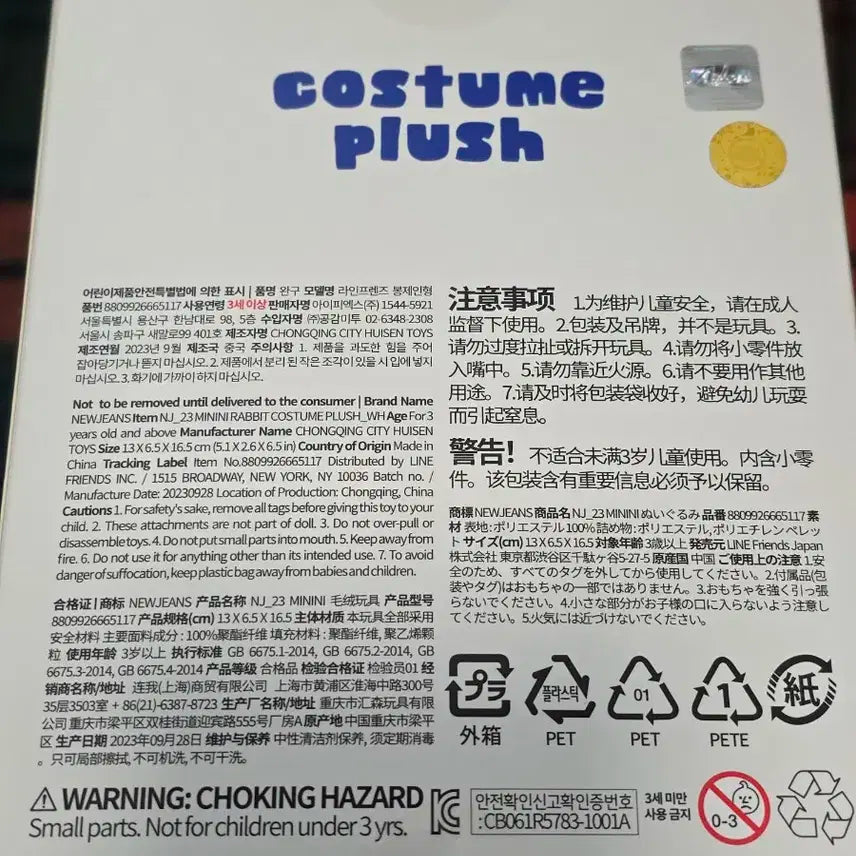 costume
plush
어린이제품안전특별법에 의한 표시 | 품명 완구 모델명 라인프렌즈 봉제인형
품번 8809926665117 사용연령 3세 이상 판매자명 아이피엑스(주) 1544-5921
서울특별시 용산구 한남대로 98, 5층 수입자명 (주)공감미투 02-6348-2308
서울시 송파구 새말로99 401호 제조자명 CHONGQING CITY HUISEN TOYS
제조연월 2023년 9월 제조국 중국 주의사항 1. 제품을 과도한 힘을 주어
잡아당기거나 뜯지 마십시오. 2. 제품에서 분리 된 작은 조각이 있을 시 입에 넣지
마십시오. 3. 화기에 가까이 하지 마십시오.
Not to be removed until delivered to the consumer | Brand Name
NEWJEANS Item NJ_23 MININI RABBIT COSTUME PLUSH_WH Age For 3
years old and above Manufacturer Name CHONGQING CITY HUISEN
TOYS Size 13 X 6.5 X 16.5 cm (5.1 X 2.6 X 6.5 in) Country of Origin Made in
China Tracking Label Item No.8809926665117 Distributed by LINE
FRIENDS INC. / 1515 BROADWAY, NEW YORK, NY 10036 Batch no. /
Manufacture Date: 20230928 Location of Production: Chongqing, China
Cautions 1. For safety's sake, remove all tags before giving this toy to your
child. 2. These attachments are not part of doll. 3. Do not over-pull or
disassemble toys. 4. Do not put small parts into mouth. 5. Keep away from
fire. 6. Do not use it for anything other than its intended use. 7. To avoid
danger of suffocation, keep plastic bag away from babies and children.
合格证 | 商标 NEWJEANS 产品名称 NJ_23 MININI 毛绒玩具 产品型号
8809926665117 产品规格(cm) 13 X 6.5 X 16.5 主体材质 本玩具全部采用
安全材料 主要面料成分 : 100%聚酯纤维 填充材料 : 聚酯纤维, 聚乙烯颗
粒 使用年龄 3岁以上 执行标准 GB 6675.1-2014, GB 6675.2-2014, GB
6675.3-2014, GB 6675.4-2014 产品等级 合格品 检验合格证 检验员01 经
销商名称/地址 连我(上海)商贸有限公司 上海市黄浦区淮海中路300号
35层3503室 + 86(21)-6387-8723 生产厂名称/地址 重庆市汇森玩具有限
公司 重庆市梁平区双桂街道迎宾路555号厂房A 原产地 中国重庆市梁平
区 生产日期 2023年09月28日 维护与保养 中性清洁剂保养, 须定期消毒
。只可局部擦拭, 不可机洗, 不可干洗。
注意事项 1.为维护儿童安全，请在成人
监督下使用。2.包装及吊牌，并不是玩具。3.
请勿过度拉扯或拆开玩具。4.请勿将小零件放
入嘴中。5.请勿靠近火源。6.请不要用作其他
用途。7.请及时将包装袋收好，避免幼儿玩耍
而引起窒息。
警告! 不适合未满3岁儿童使用。内含小零
件。该包装含有重要信息必须予以保留。
商標 NEWJEANS 商品名 NJ_23 MININI ぬいぐるみ 品番 8809926665117 素
材 表地 : ポリエステル 100% 詰め物 : ポリエステル, ポリエチレン ペレッ
ト サイズ(cm) 13 X 6.5 X 16.5 対象年齢 3歳以上 発売元 LINE Friends Japan
株式会社 東京都渋谷区千駄ヶ谷5-27-5 原産国 中国 ご使用上の注意 1.安
全のため、すべてのタグを外してから使用してください。2.付属品(包
装やタグ)はおもちゃの一部ではありません。3.おもちゃを強く引っ張
らないでください。4.小さな部分がお子様の口に入らないよう注意し
てください。5.火気には近づけないでください。
プラ
外箱
플라스틱
PET
01
PET
1
PETE
紙
WARNING: CHOKING HAZARD
Small parts. Not for children under 3 yrs.
안전확인신고확인증번호
: CB061R5783-1001A
3세 미만
사용 금지
0-3